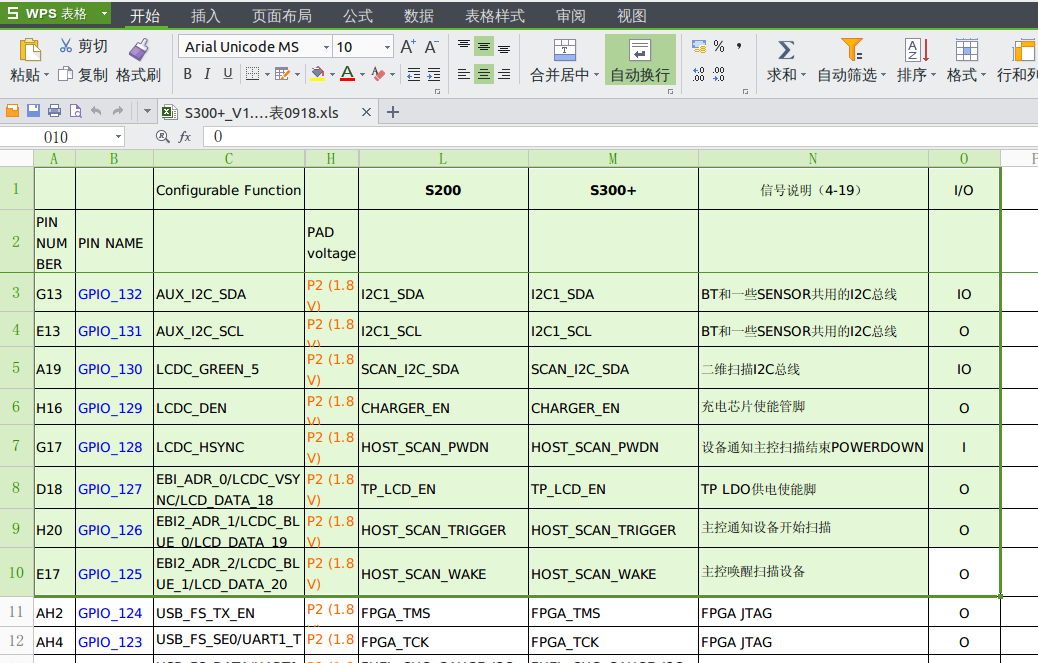 S WPS 表格 开始 插入 页面布局 公式 数据 表格样式 审阅 视图
剪切 Arial Unicode MS 10 A+ A- %
粘贴 复制 格式刷 B I U A 合并居中 自动换行 求和 自动筛选 排序 格式 行和列
S300+_V1....表0918.xls
O10 fx O
A B C H L M N O P
1 Configurable Function S200 S300+ 信号说明（4-19） I/O
2 PIN NUMBER PIN NAME PAD voltage
3 G13 GPIO_132 AUX_I2C_SDA P2 (1.8V) I2C1_SDA I2C1_SDA BT和一些SENSOR共用的I2C总线 IO
4 E13 GPIO_131 AUX_I2C_SCL P2 (1.8V) I2C1_SCL I2C1_SCL BT和一些SENSOR共用的I2C总线 O
5 A19 GPIO_130 LCDC_GREEN_5 P2 (1.8V) SCAN_I2C_SDA SCAN_I2C_SDA 二维扫描I2C总线 IO
6 H16 GPIO_129 LCDC_DEN P2 (1.8V) CHARGER_EN CHARGER_EN 充电芯片使能管脚 O
7 G17 GPIO_128 LCDC_HSYNC P2 (1.8V) HOST_SCAN_PWDN HOST_SCAN_PWDN 设备通知主控扫描结束POWERDOWN I
8 D18 GPIO_127 EBI_ADR_0/LCDC_VSYNC/LCD_DATA_18 P2 (1.8V) TP_LCD_EN TP_LCD_EN TP LDO供电使能脚 O
9 H20 GPIO_126 EBI2_ADR_1/LCDC_BLUE_0/LCD_DATA_19 P2 (1.8V) HOST_SCAN_TRIGGER HOST_SCAN_TRIGGER 主控通知设备开始扫描 O
10 E17 GPIO_125 EBI2_ADR_2/LCDC_BLUE_1/LCD_DATA_20 P2 (1.8V) HOST_SCAN_WAKE HOST_SCAN_WAKE 主控唤醒扫描设备 O
11 AH2 GPIO_124 USB_FS_TX_EN P2 (1.8 FPGA_TMS FPGA_TMS FPGA JTAG O
12 AH4 GPIO_123 USB_FS_SE0/UART1_T P2 (1.8 FPGA_TCK FPGA_TCK FPGA JTAG O